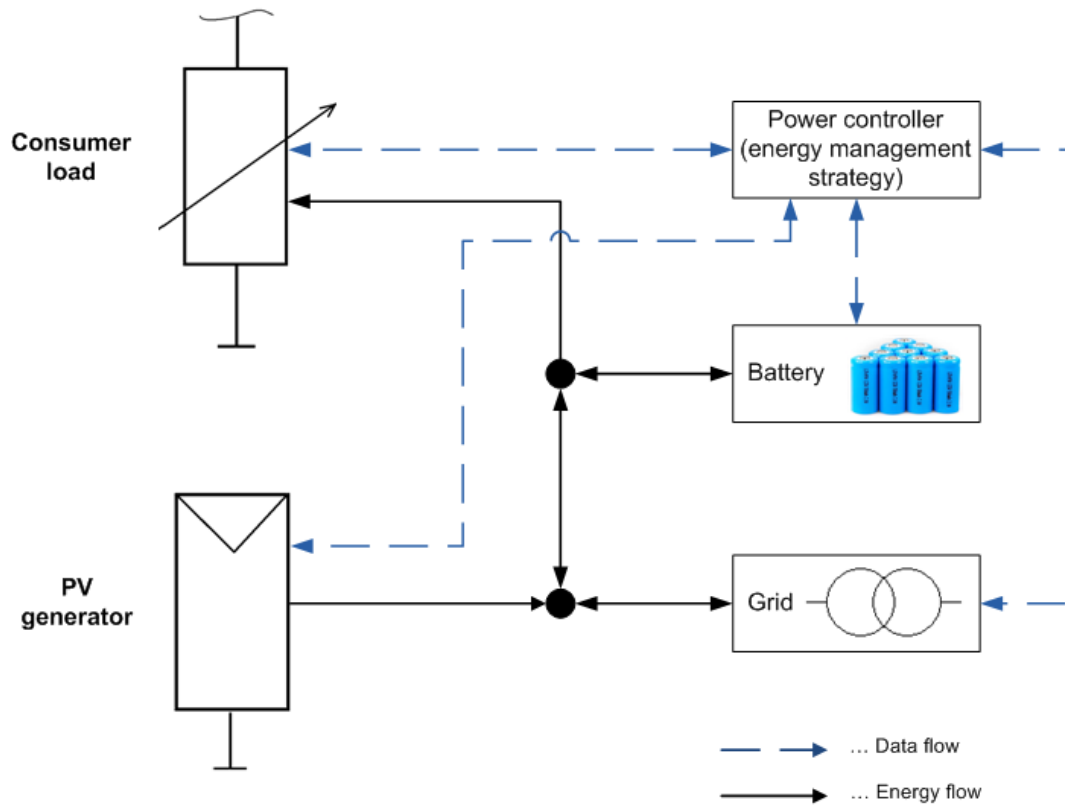 Consumer
load
Power controller
(energy management
strategy)
Battery
PV
generator
Grid
... Data flow
... Energy flow